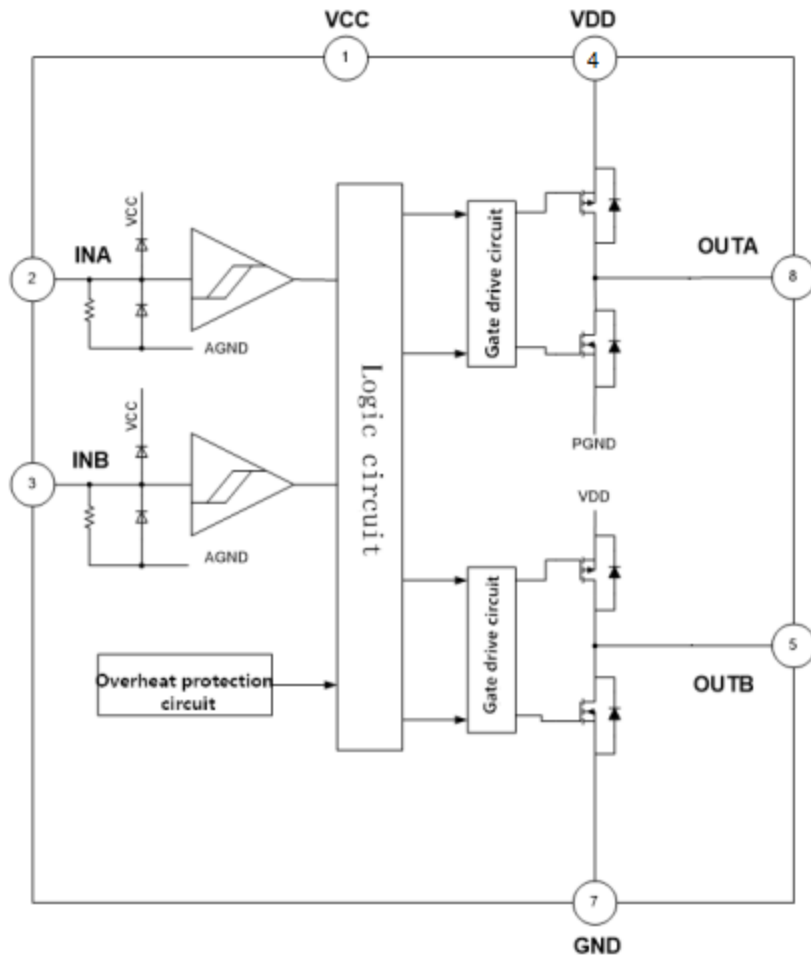 VCC
VDD
1
4
VCC
INA
2
AGND
Gate drive circuit
OUTA
8
PGND
Logic circuit
VCC
INB
3
AGND
VDD
Gate drive circuit
5
OUTB
Overheat protection
circuit
7
GND